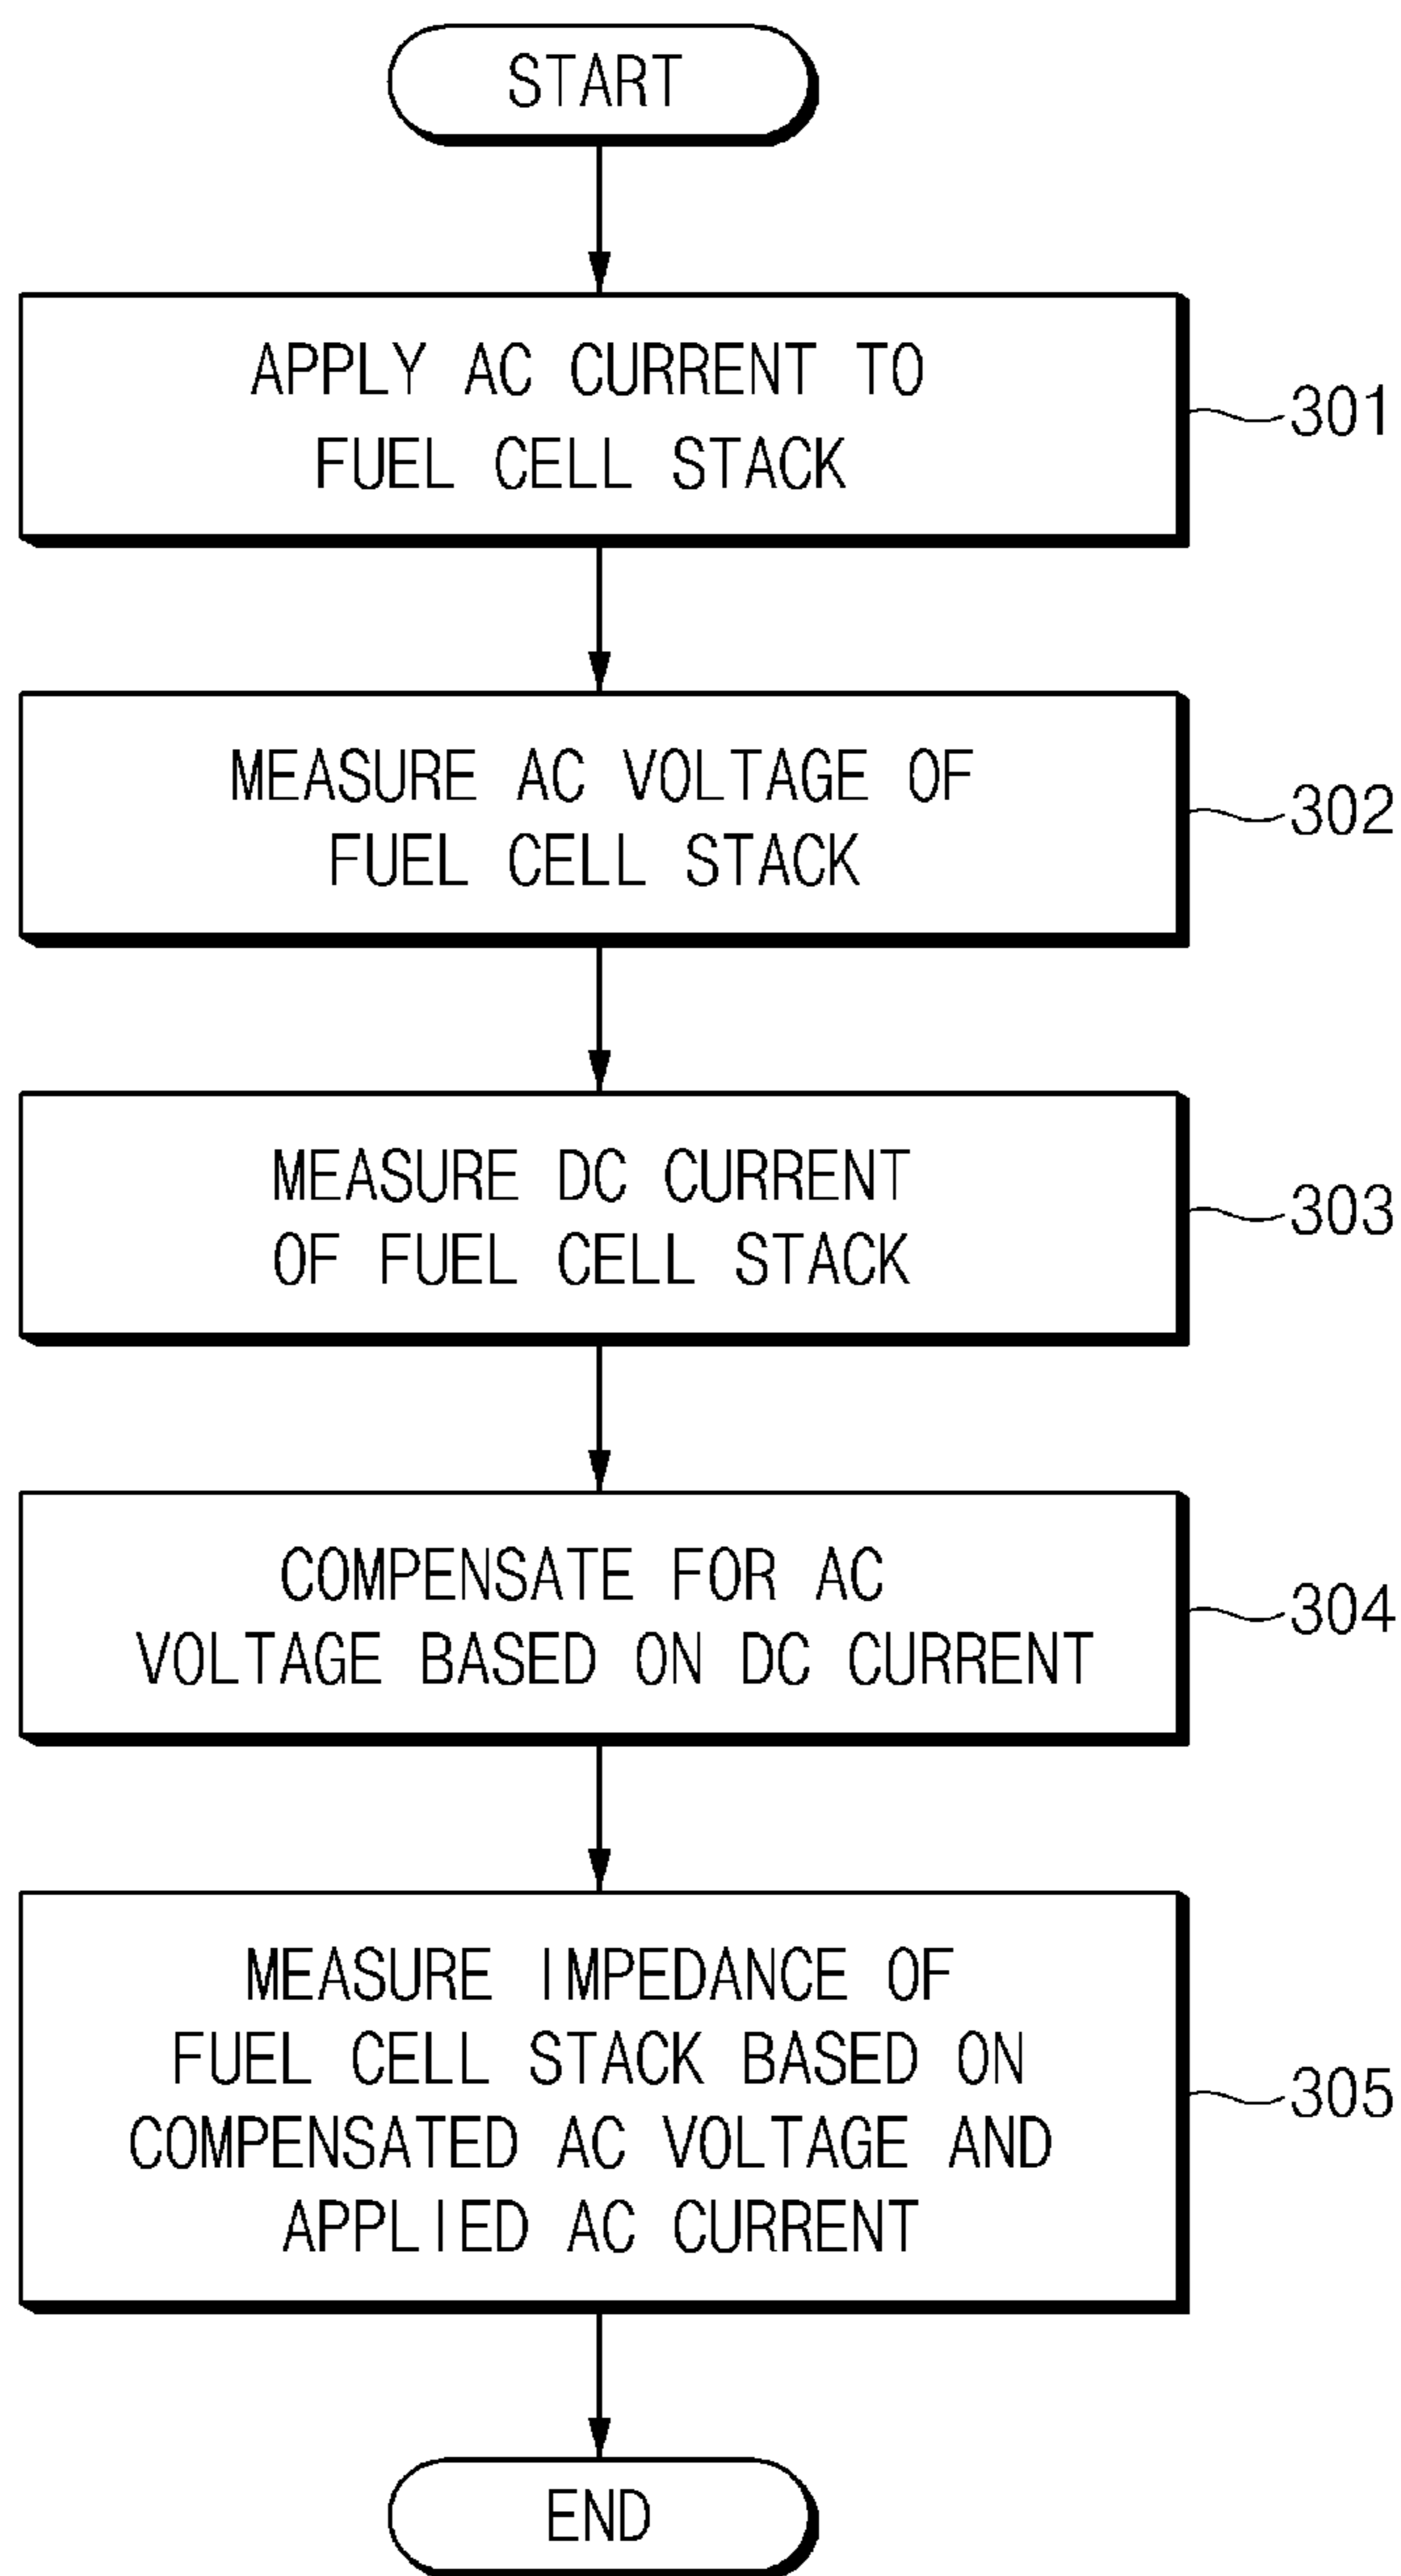 START
APPLY AC CURRENT TO
FUEL CELL STACK
301
MEASURE AC VOLTAGE OF
FUEL CELL STACK
302
MEASURE DC CURRENT
OF FUEL CELL STACK
303
COMPENSATE FOR AC
VOLTAGE BASED ON DC CURRENT
304
MEASURE IMPEDANCE OF
FUEL CELL STACK BASED ON
COMPENSATED AC VOLTAGE AND
APPLIED AC CURRENT
305
END